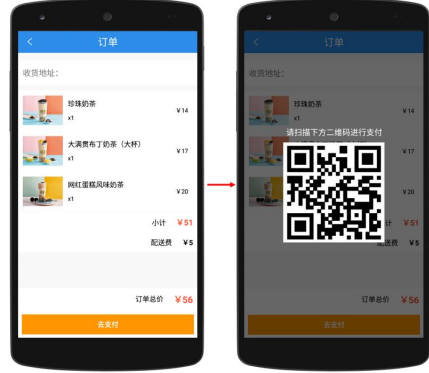 订单
收货地址:
珍珠奶茶
x1
￥14
大满贯布丁奶茶（大杯）
x1
￥17
网红蛋糕风味奶茶
x1
￥20
小计 ￥51
配送费 ￥5
订单总价 ￥56
去支付
订单
收货地址:
珍珠奶茶
x1
￥14
请扫描下方二维码进行支付
￥17
￥20
计 ￥51
配送费 ￥5
订单总价 ￥56
去支付